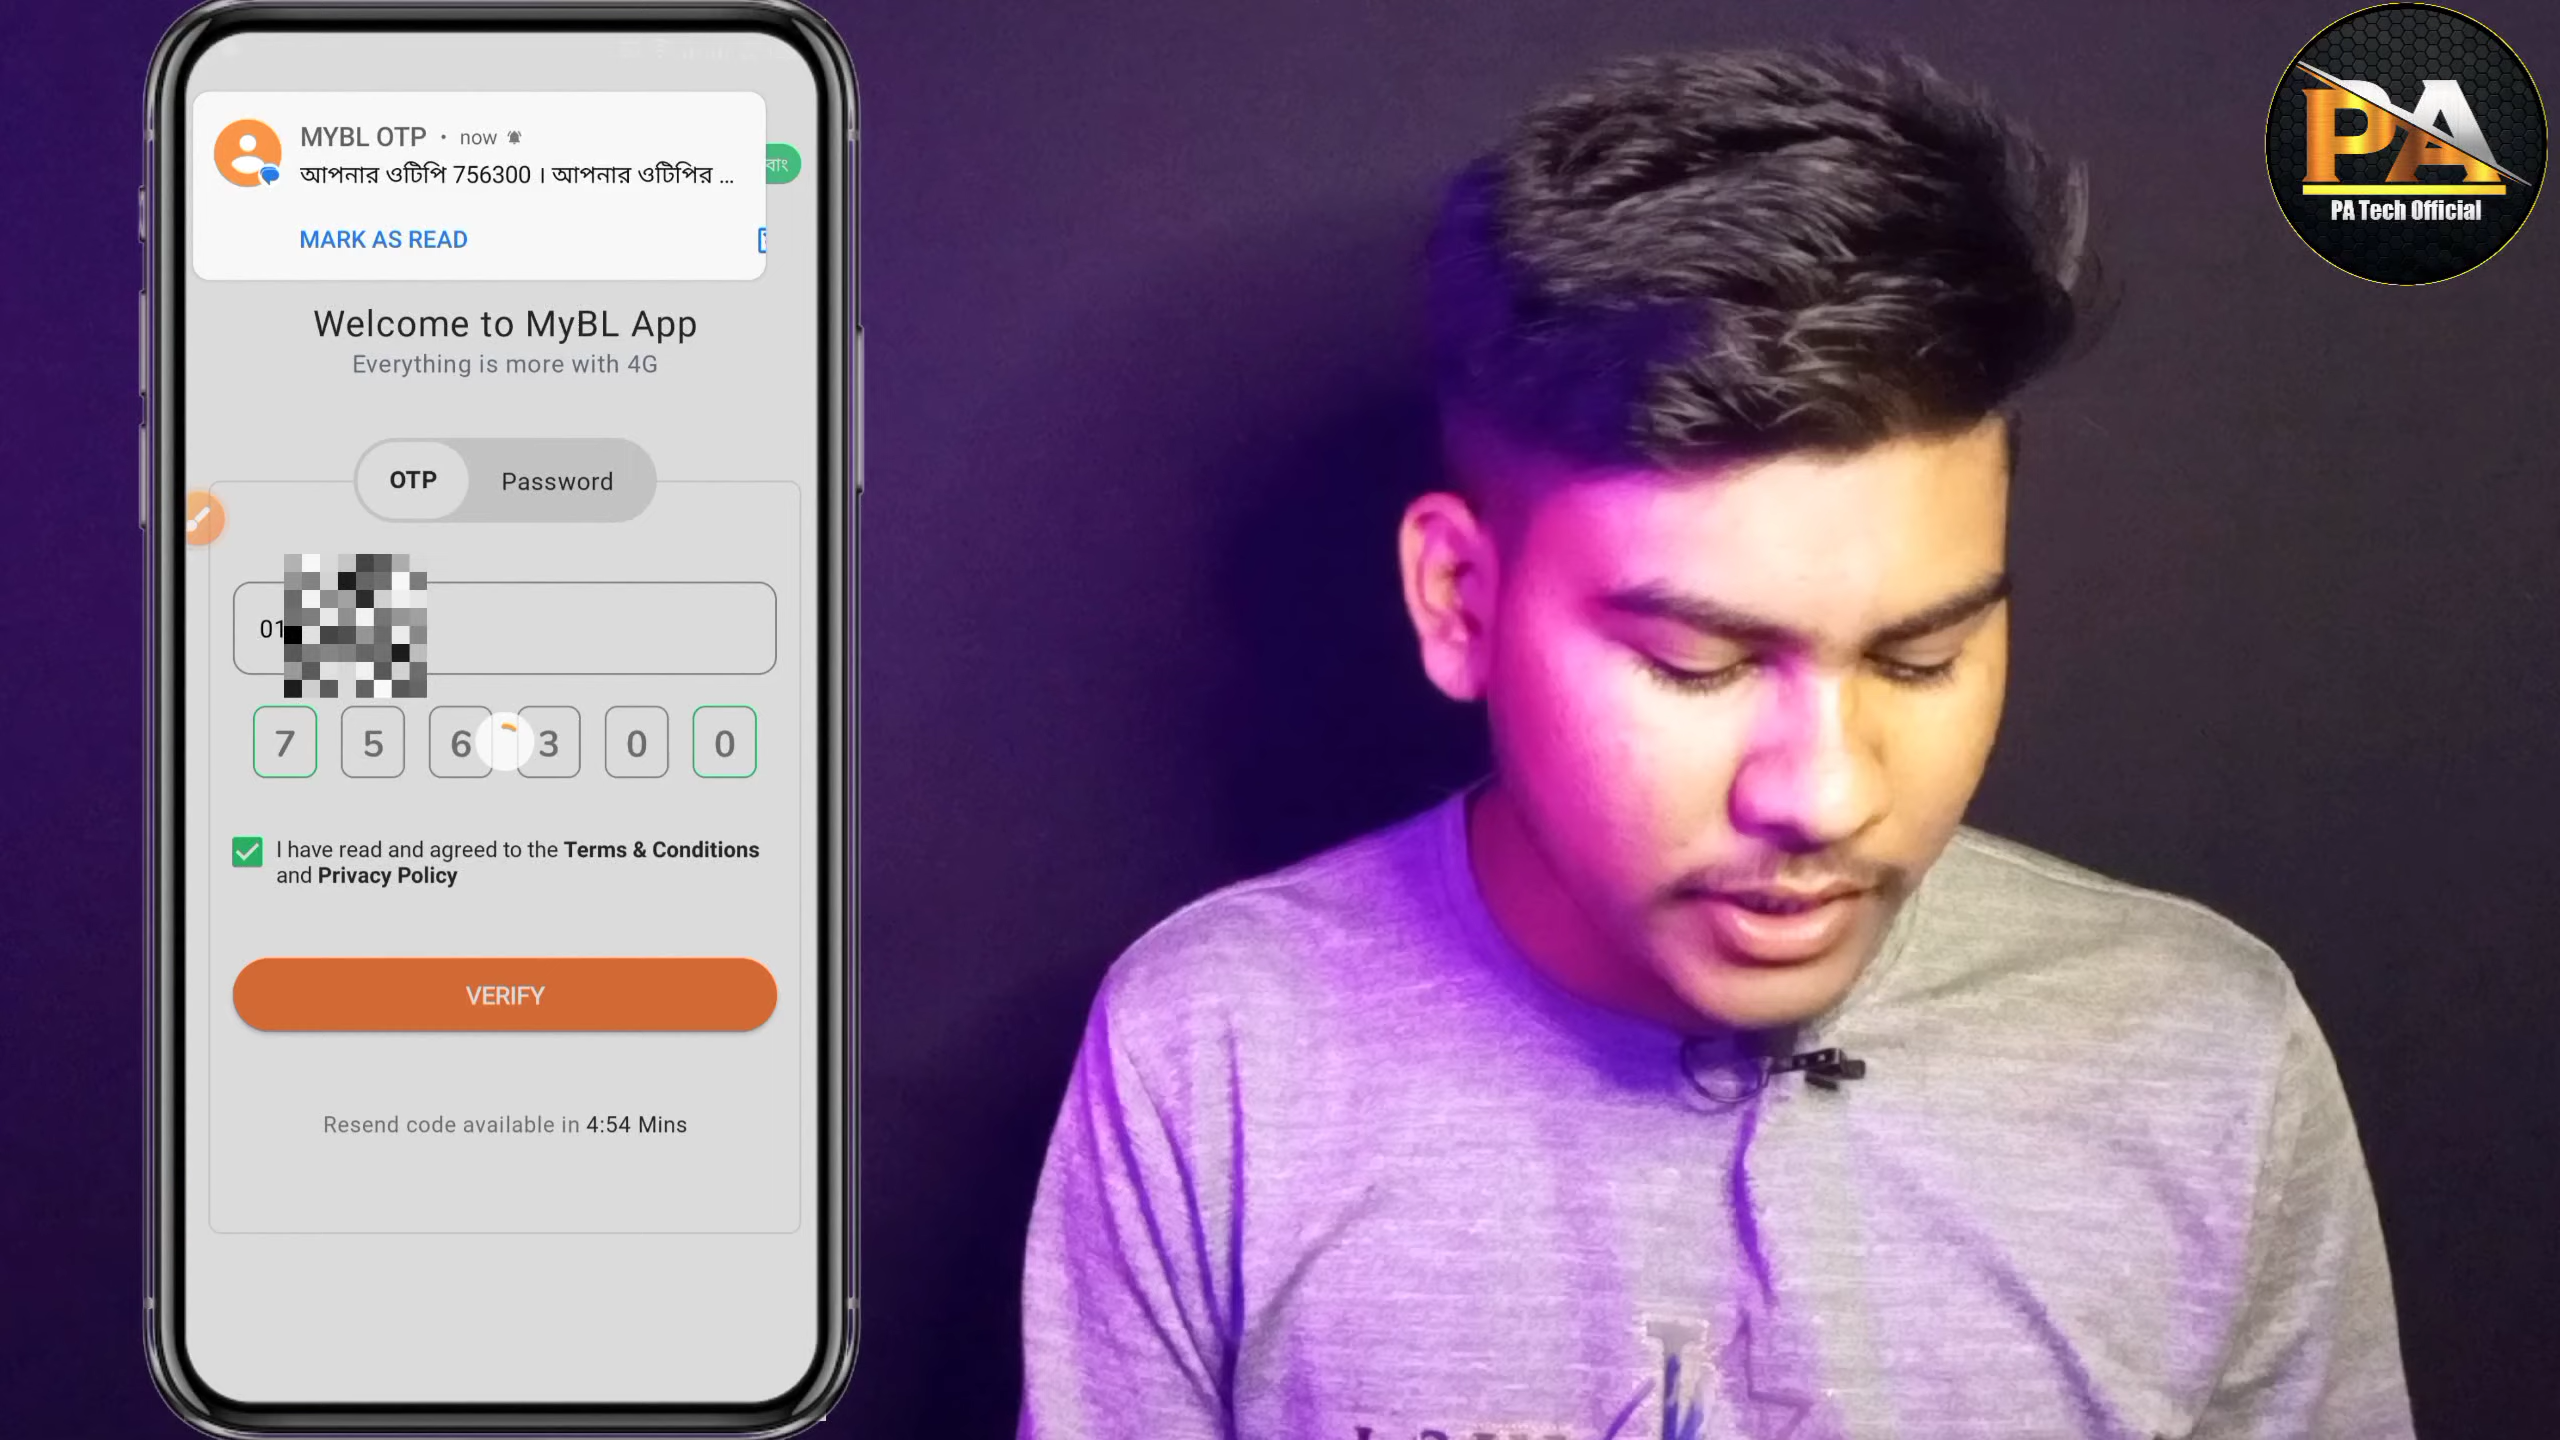 MYBL OTP • now
আপনার ওটিপি 756300 । আপনার ওটিপির ...
বাং
MARK AS READ
Welcome to MyBL App
Everything is more with 4G
OTP Password
01
7 5 6 3 0 0
I have read and agreed to the Terms & Conditions
and Privacy Policy
VERIFY
Resend code available in 4:54 Mins
PA
PA Tech Official